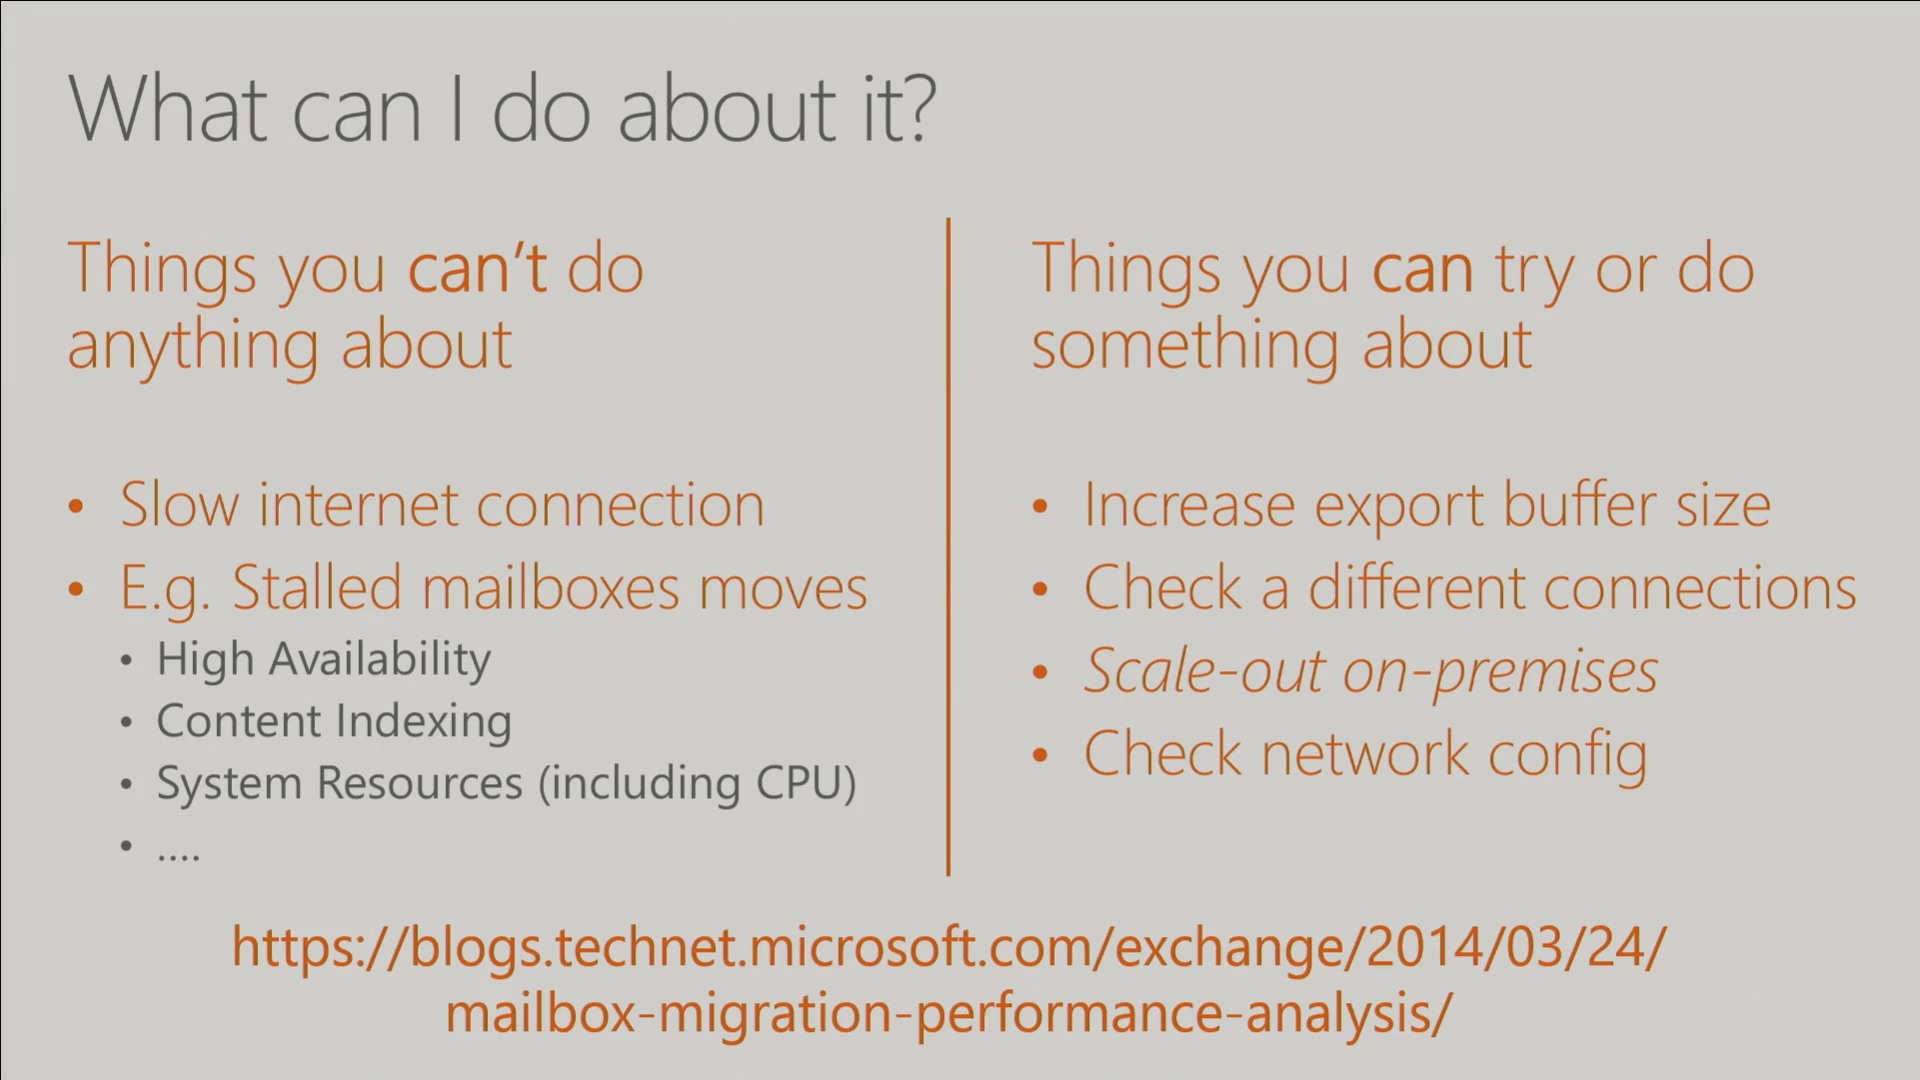 What can I do about it?
Things you can't do
anything about
• Slow internet connection
• E.g. Stalled mailboxes moves
• High Availability
• Content Indexing
• System Resources (including CPU)
• ....
Things you can try or do
something about
• Increase export buffer size
• Check a different connections
• Scale-out on-premises
• Check network config
https://blogs.technet.microsoft.com/exchange/2014/03/24/
mailbox-migration-performance-analysis/